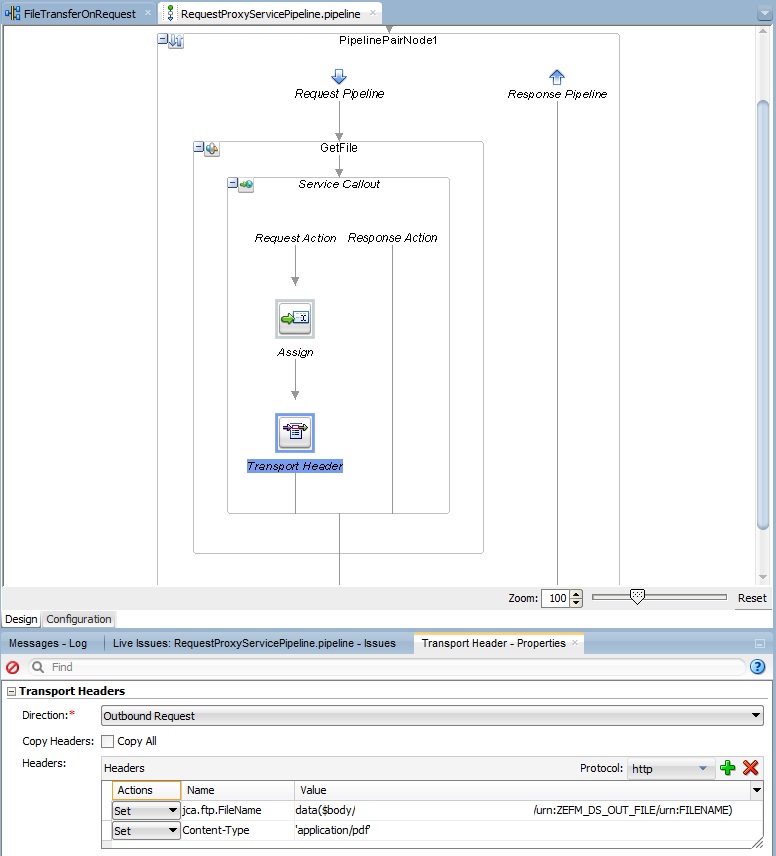 FileTransferOnRequest
RequestProxyServicePipeline.pipeline
PipelinePairNode1
Request Pipeline
Response Pipeline
GetFile
Service Callout
Request Action
Response Action
Assign
Transport Header
Zoom: 100 Reset
Design Configuration
Messages - Log
Live Issues: RequestProxyServicePipeline.pipeline - Issues
Transport Header - Properties
Find
Transport Headers
Direction:* Outbound Request
Copy Headers: Copy All
Headers: Headers Protocol: http
Actions Name Value
Set jca.ftp.FileName data($body/ /urn:ZEFM_DS_OUT_FILE/urn:FILENAME)
Set Content-Type 'application/pdf'